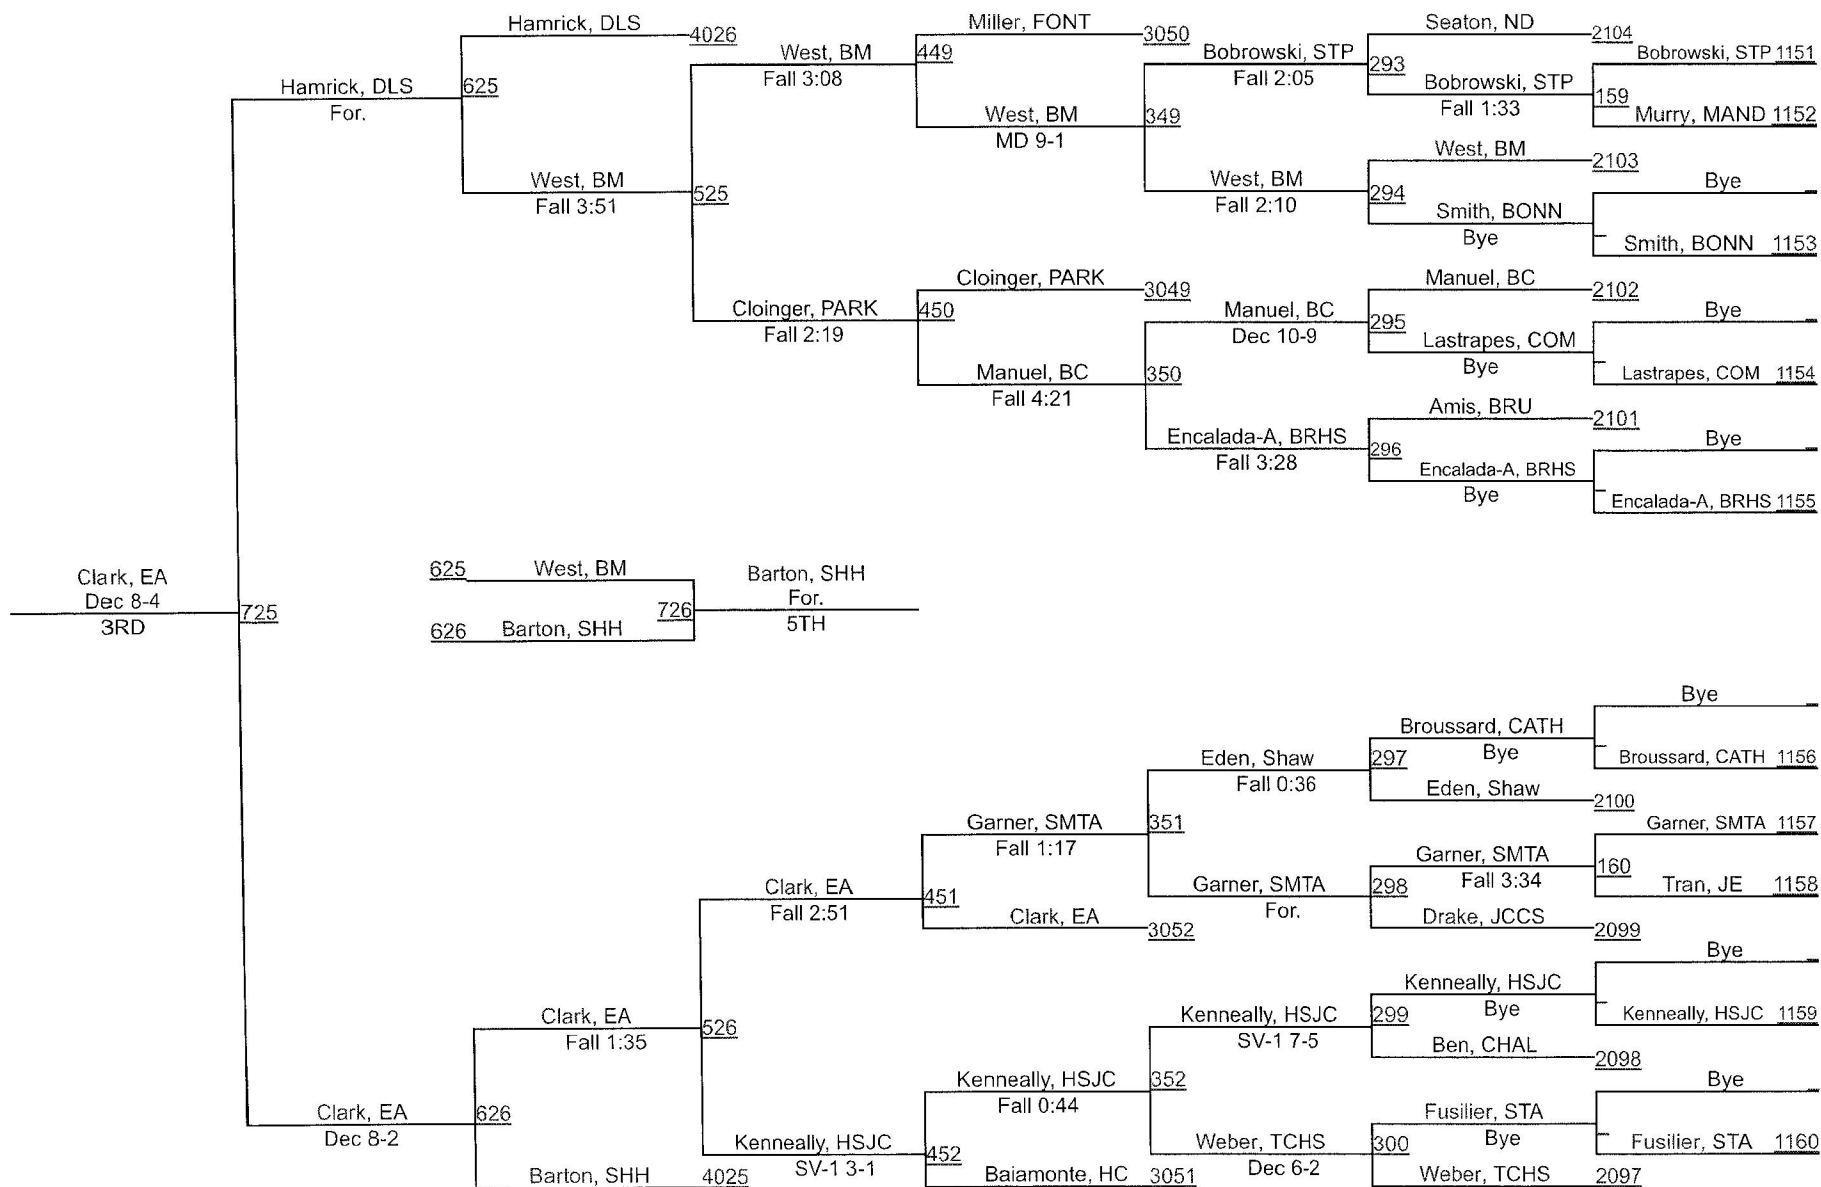 Hamrick, DLS
4026
Miller, FONT
3050
Seaton, ND
2104
West, BM
Fall 3:08
449
Bobrowski, STP
Fall 2:05
293
Bobrowski, STP 1151
Hamrick, DLS
For.
625
Bobrowski, STP
Fall 1:33
159
Murry, MAND 1152
West, BM
MD 9-1
349
West, BM
2103
West, BM
Fall 3:51
525
West, BM
Fall 2:10
294
Bye
Smith, BONN
Bye
Smith, BONN 1153
Cloinger, PARK
3049
Manuel, BC
2102
Cloinger, PARK
Fall 2:19
450
Manuel, BC
Dec 10-9
295
Bye
Lastrapes, COM
Bye
Lastrapes, COM 1154
Manuel, BC
Fall 4:21
350
Amis, BRU
2101
Encalada-A, BRHS
Fall 3:28
296
Bye
Encalada-A, BRHS
Bye
Encalada-A, BRHS 1155
Clark, EA
Dec 8-4
3RD
725
625
West, BM
726
626
Barton, SHH
Barton, SHH
For.
5TH
Bye
Broussard, CATH
Bye
Broussard, CATH 1156
Eden, Shaw
Fall 0:36
297
Eden, Shaw
2100
Garner, SMTA
Fall 1:17
351
Garner, SMTA 1157
Garner, SMTA
Fall 3:34
160
Tran, JE 1158
Clark, EA
Fall 2:51
451
Garner, SMTA
For.
298
Clark, EA
3052
Drake, JCCS
2099
Bye
Kenneally, HSJC
Bye
Kenneally, HSJC 1159
Clark, EA
Fall 1:35
526
Kenneally, HSJC
SV-1 7-5
299
Ben, CHAL
2098
Kenneally, HSJC
Fall 0:44
352
Bye
Clark, EA
Dec 8-2
626
Fusilier, STA
Bye
Fusilier, STA 1160
Kenneally, HSJC
SV-1 3-1
452
Weber, TCHS
Dec 6-2
300
Barton, SHH
4025
Baiamonte, HC
3051
Weber, TCHS
2097